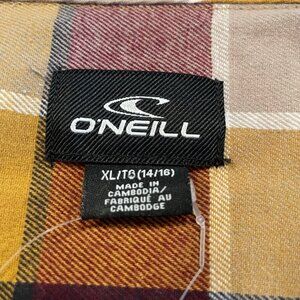 O'NEILL
XL/TG(14/16)
MADE IN
CAMBODIA/
FABRIQUÉ AU
CAMBODGE